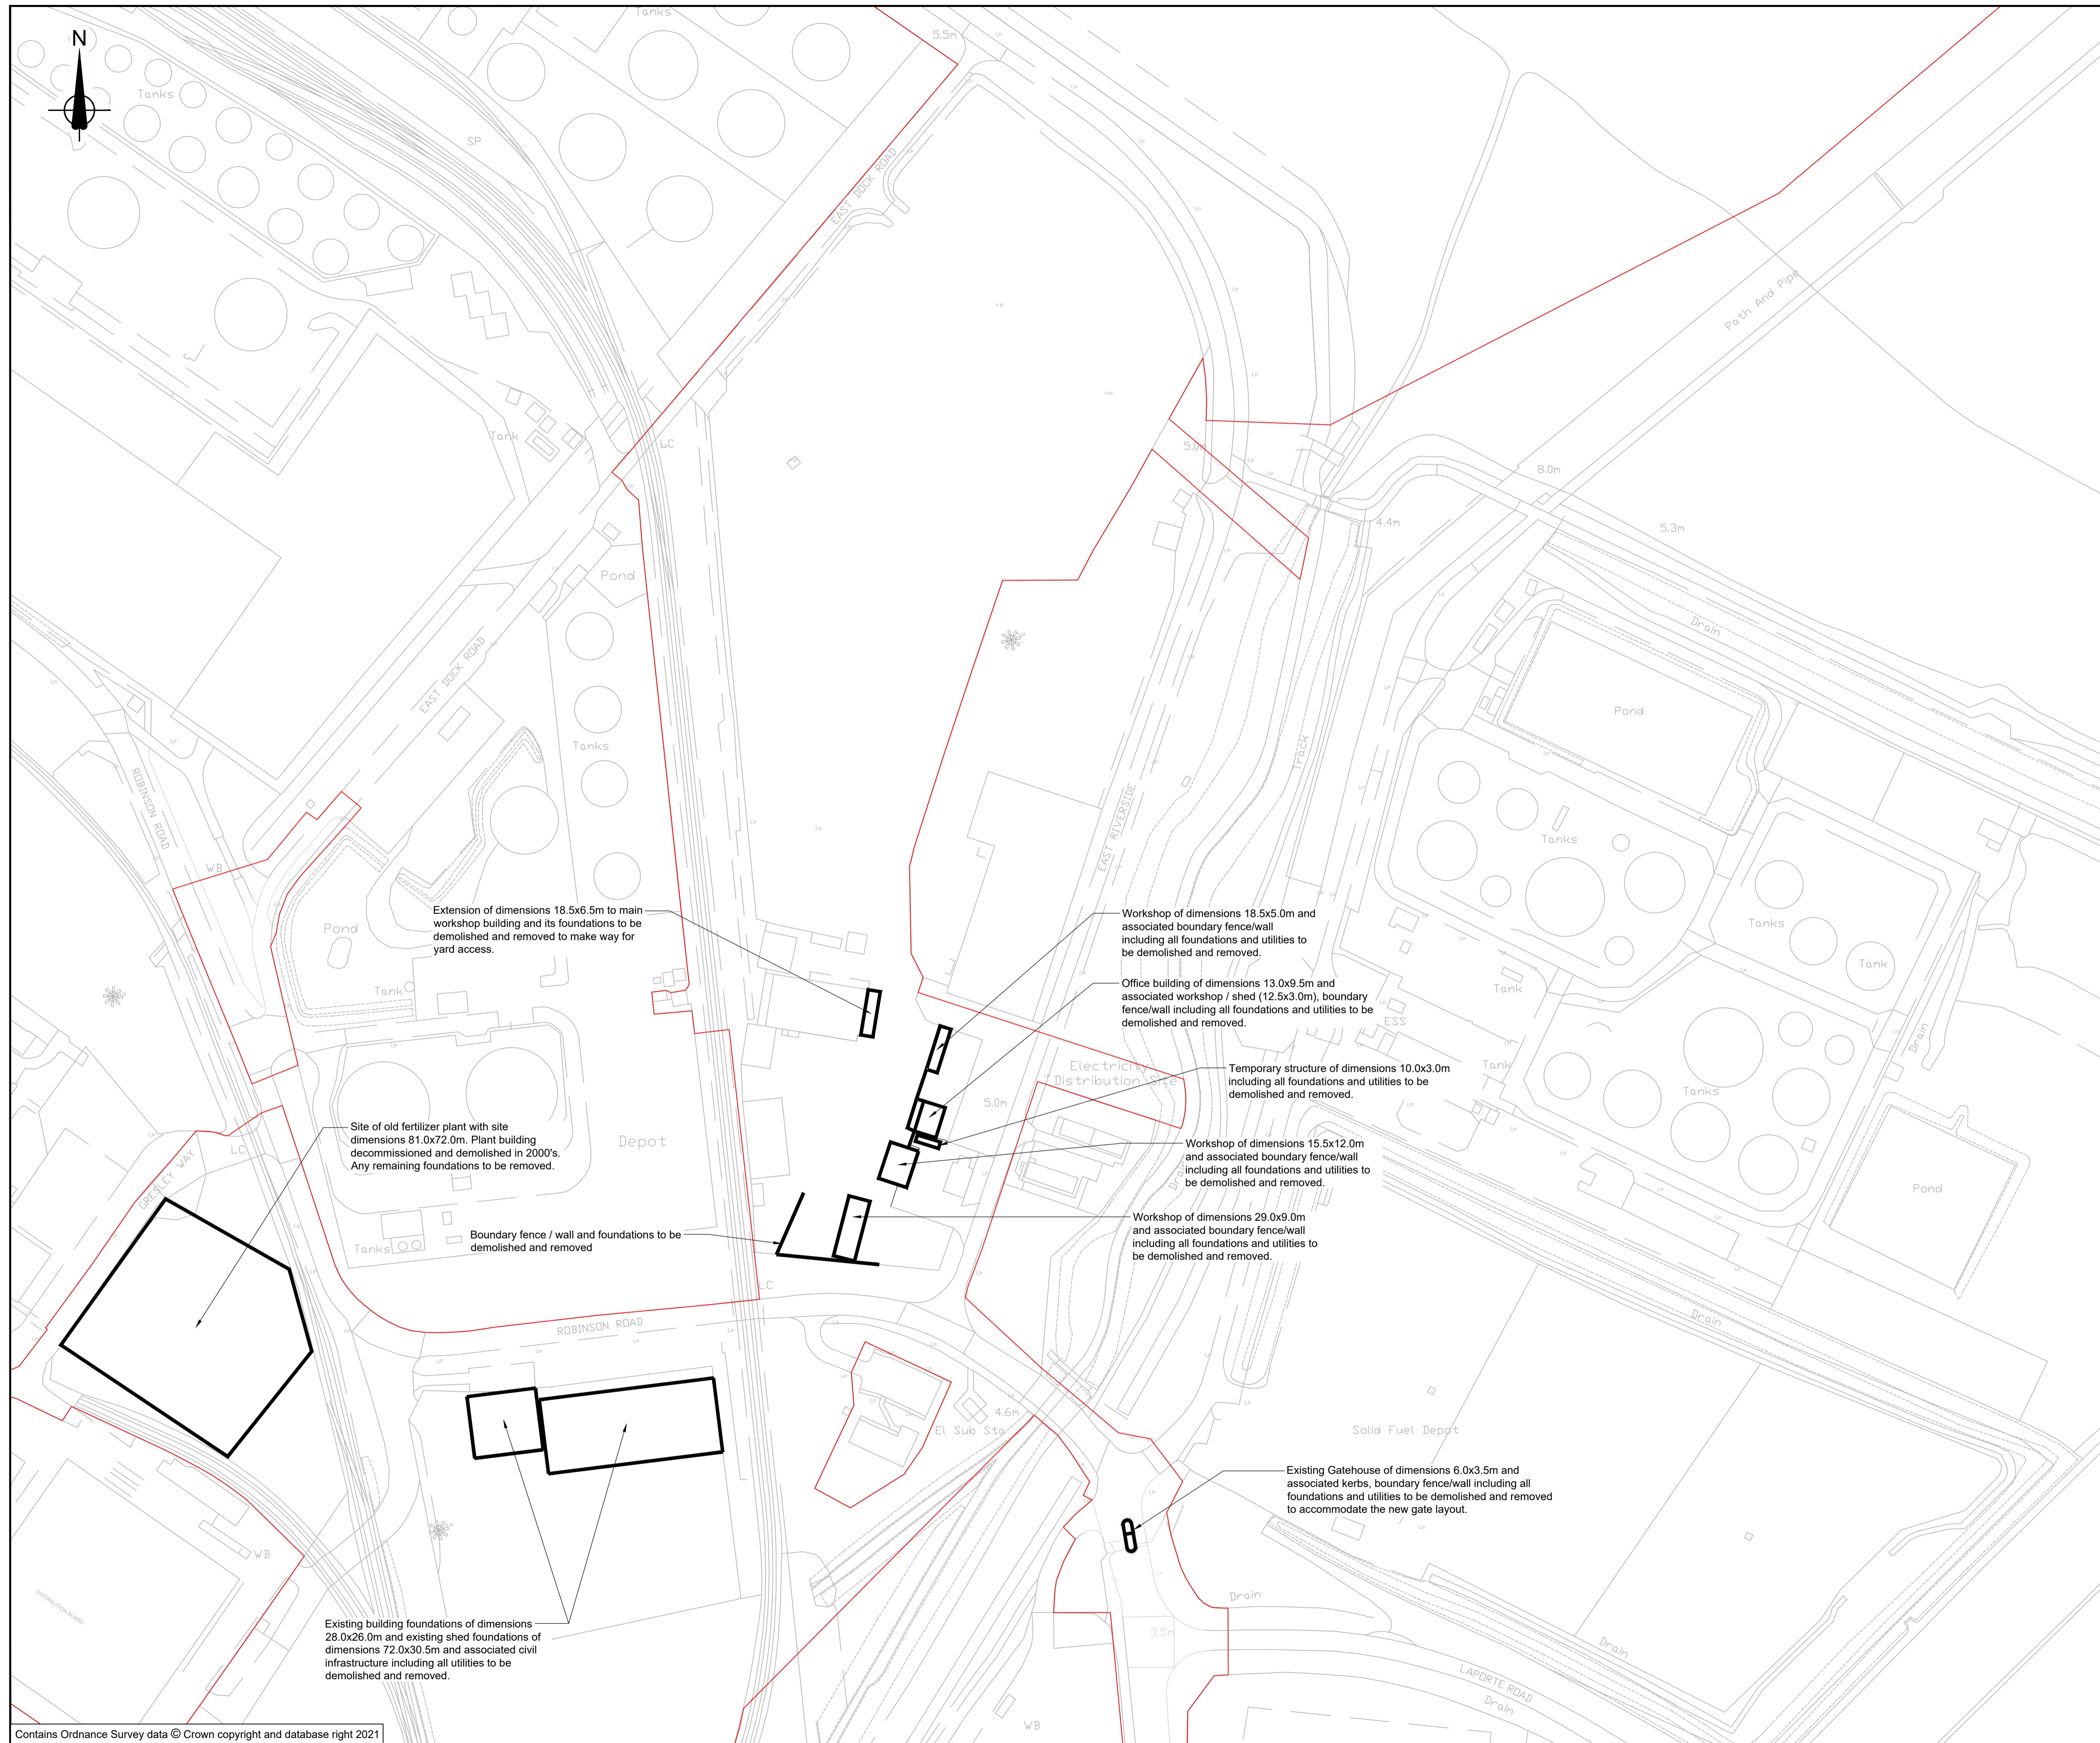 N
Tanks
5.5m
Tanks
SP
EAST DOCK ROAD
Path And Pipe
Tank
LC
5.0m
8.0m
4.4m
5.3m
Pond
Drain
EAST DOCK ROAD
Tanks
Track
Pond
ROBINSON ROAD
EAST RIVERSIDE
Tanks
WB
Extension of dimensions 18.5x6.5m to main
workshop building and its foundations to be
demolished and removed to make way for
yard access.
Pond
Workshop of dimensions 18.5x5.0m and
associated boundary fence/wall
including all foundations and utilities to
be demolished and removed.
Tanks
Tank
Tank
Office building of dimensions 13.0x9.5m and
associated workshop / shed (12.5x3.0m), boundary
fence/wall including all foundations and utilities to be
demolished and removed.
Tank
ESS
Drain
Electricity
Distribution Site
Temporary structure of dimensions 10.0x3.0m
including all foundations and utilities to be
demolished and removed.
Tank
Tanks
5.0m
Site of old fertilizer plant with site
dimensions 81.0x72.0m. Plant building
decommissioned and demolished in 2000's.
Any remaining foundations to be removed.
LC
Depot
GRESLEY WAY
Workshop of dimensions 15.5x12.0m
and associated boundary fence/wall
including all foundations and utilities to
be demolished and removed.
Drain
Pond
Boundary fence / wall and foundations to be
demolished and removed
Tanks
Workshop of dimensions 29.0x9.0m
and associated boundary fence/wall
including all foundations and utilities to
be demolished and removed.
LC
ROBINSON ROAD
Drain
4.6m
El Sub Sta
Solid Fuel Depot
Existing Gatehouse of dimensions 6.0x3.5m and
associated kerbs, boundary fence/wall including all
foundations and utilities to be demolished and removed
to accommodate the new gate layout.
WB
DISTRIBUTION BOARD
Drain
Existing building foundations of dimensions
28.0x26.0m and existing shed foundations of
dimensions 72.0x30.5m and associated civil
infrastructure including all utilities to be
demolished and removed.
3.5m
Drain
LAPORTE ROAD
Drain
WB
Contains Ordnance Survey data © Crown copyright and database right 2021